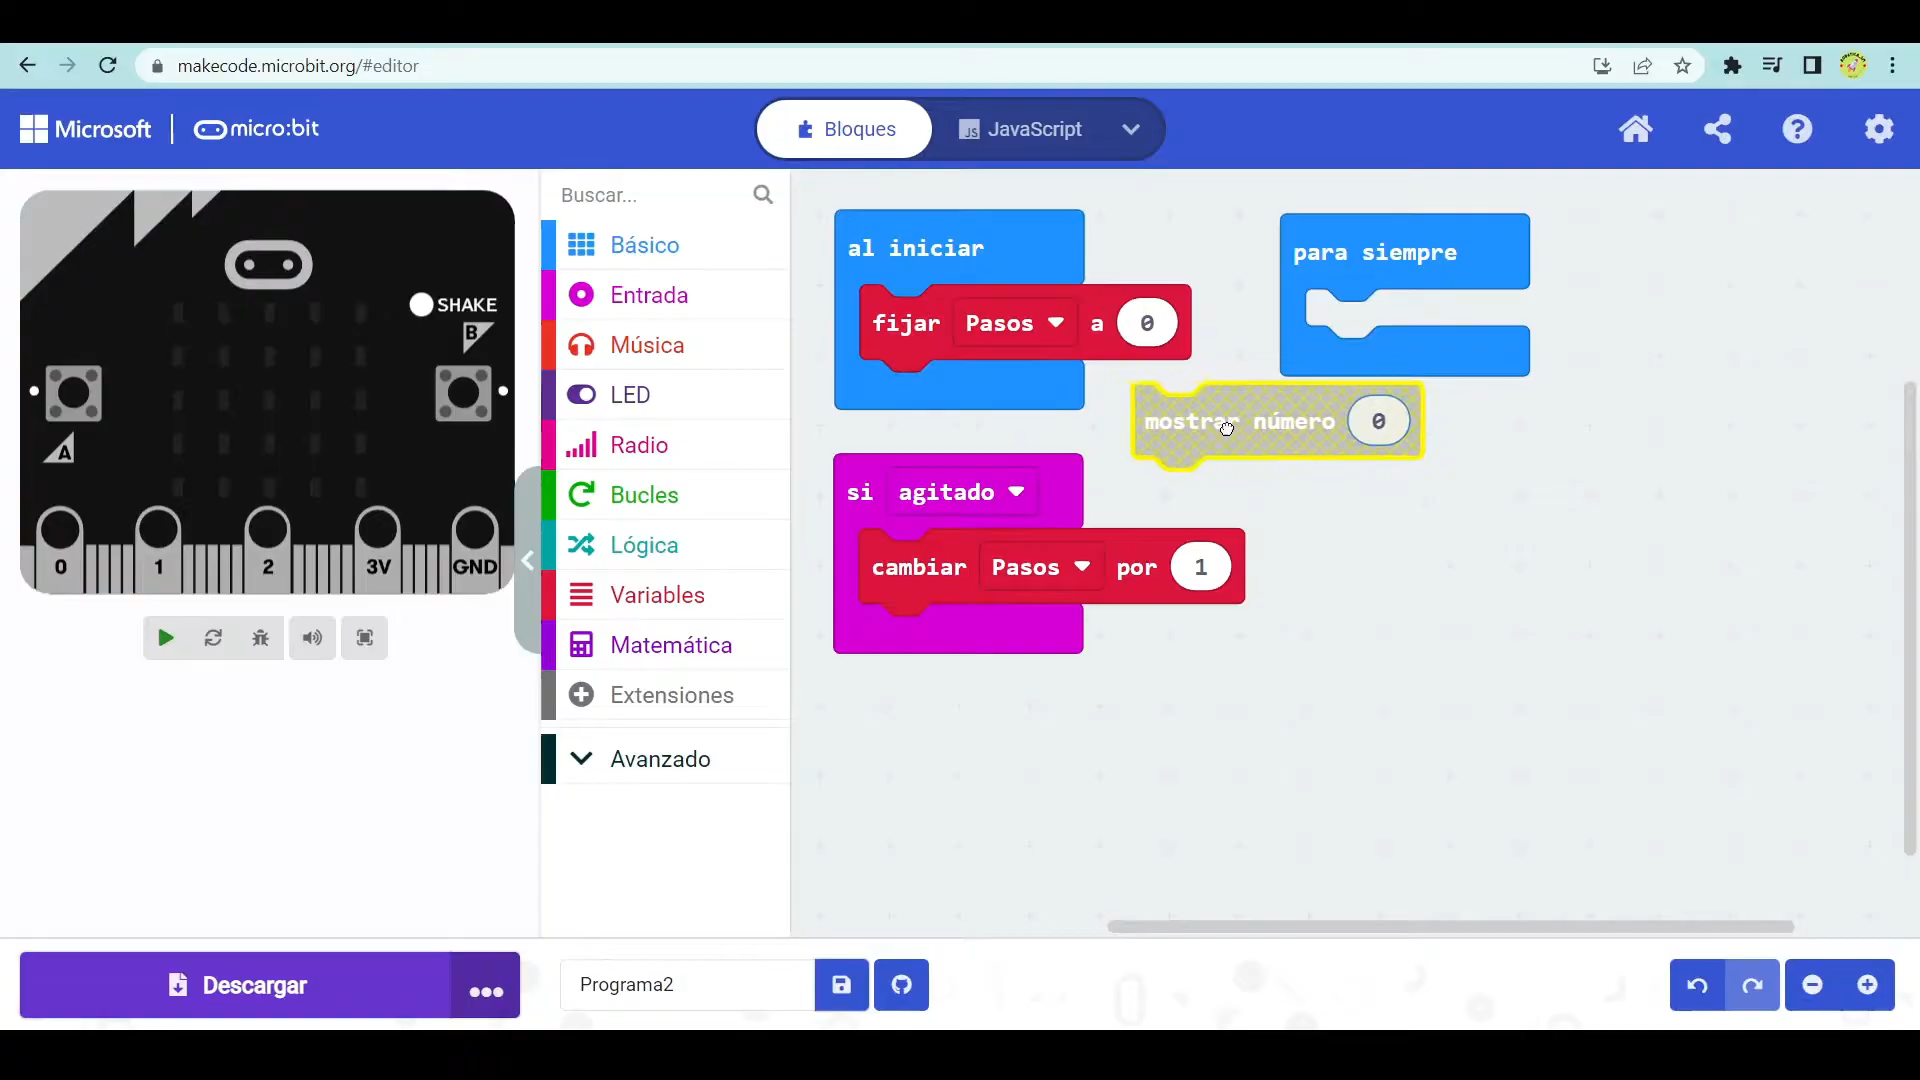 makecode.microbit.org/#editor
Microsoft
micro:bit
Bloques
JS JavaScript
Buscar...
SHAKE
B
A
0 1 2 3V GND
Básico
Entrada
Música
LED
Radio
Bucles
Lógica
Variables
Matemática
Extensiones
Avanzado
al iniciar
fijar Pasos a 0
para siempre
mostrar número 0
si agitado
cambiar Pasos por 1
Descargar
Programa2